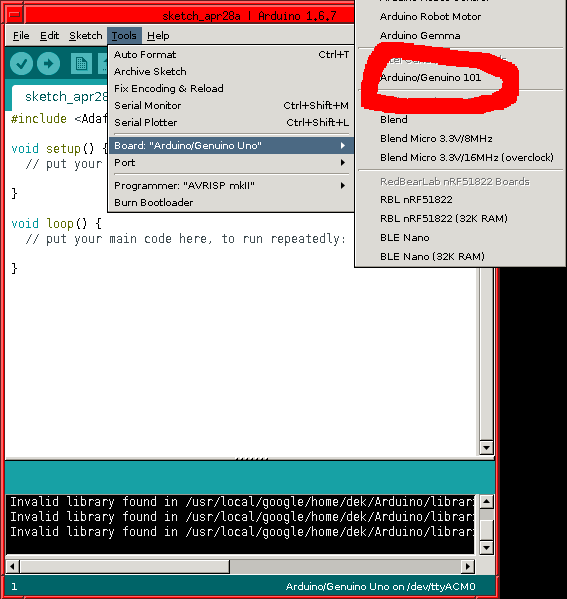 sketch_apr28a | Arduino 1.6.7
File Edit Sketch Tools Help
sketch_apr28
#include <Adaf
void setup() {
// put your
}
void loop() {
// put your main code here, to run repeatedly:
}
Auto Format Ctrl+T
Archive Sketch
Fix Encoding & Reload
Serial Monitor Ctrl+Shift+M
Serial Plotter Ctrl+Shift+L
Board: "Arduino/Genuino Uno"
Port
Programmer: "AVRISP mkII"
Burn Bootloader
Arduino Robot Motor
Arduino Gemma
Arduino/Genuino 101
Blend
Blend Micro 3.3V/8MHz
Blend Micro 3.3V/16MHz (overclock)
RedBearLab nRF51822 Boards
RBL nRF51822
RBL nRF51822 (32K RAM)
BLE Nano
BLE Nano (32K RAM)
Invalid library found in /usr/local/google/home/dek/Arduino/librari
Invalid library found in /usr/local/google/home/dek/Arduino/librari
Invalid library found in /usr/local/google/home/dek/Arduino/librari
1 Arduino/Genuino Uno on /dev/ttyACM0